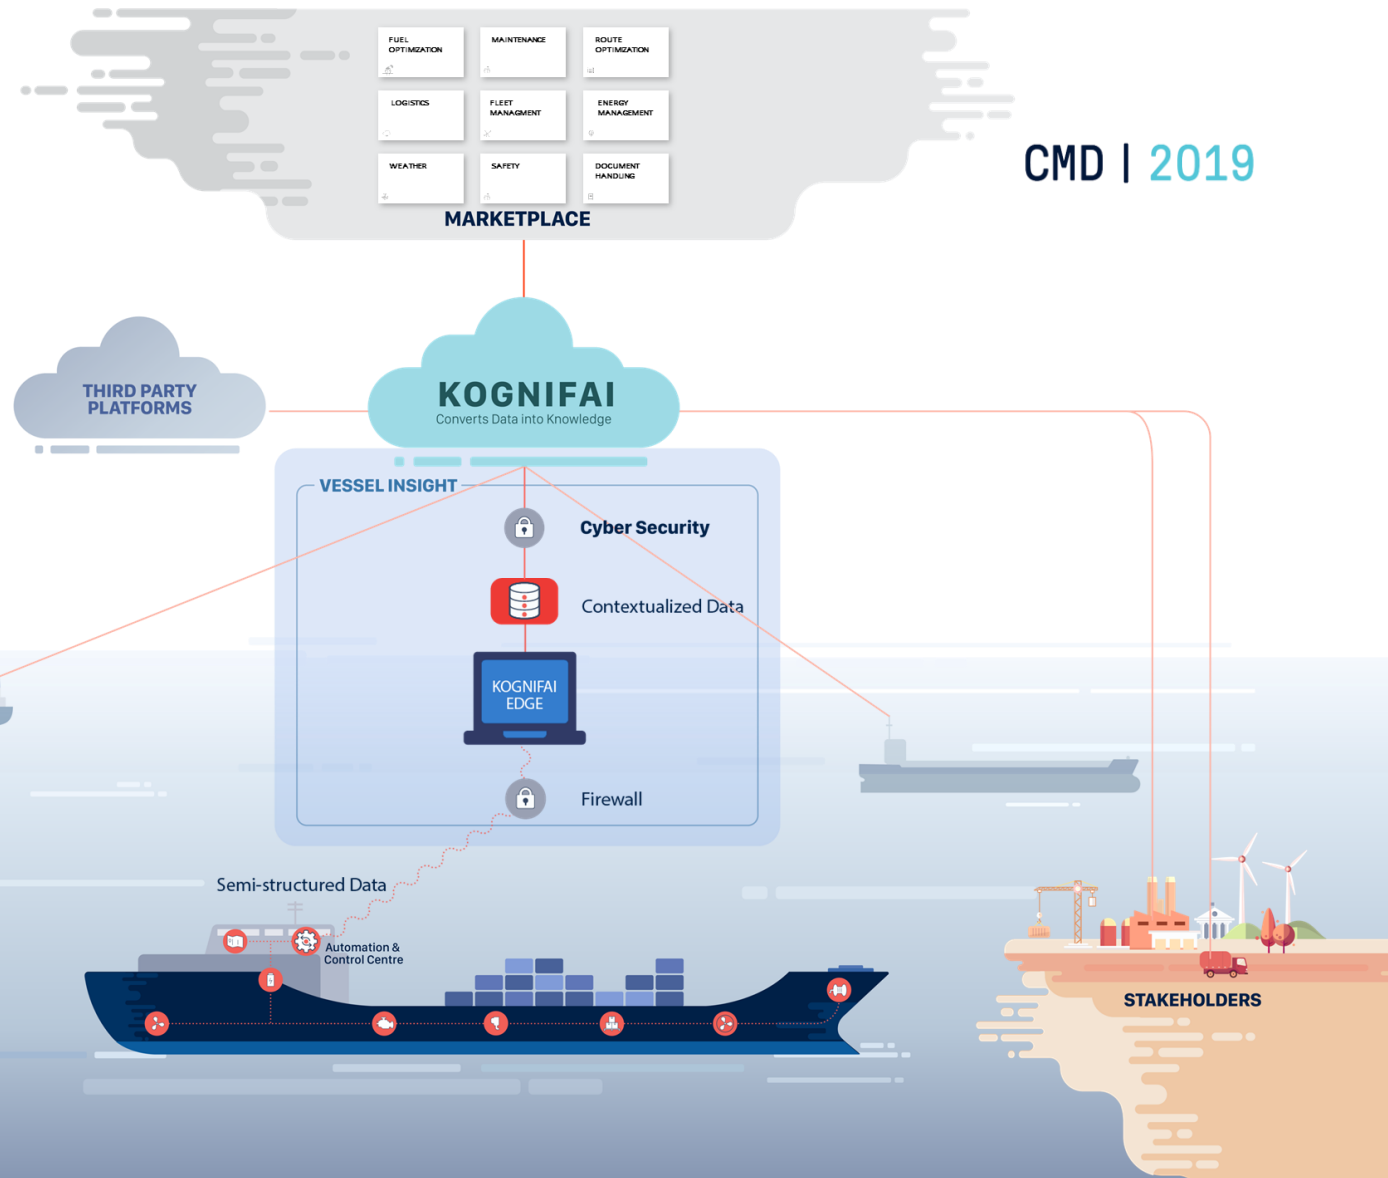 FUEL
OPTIMIZATION
MAINTENANCE
ROUTE
OPTIMIZATION
LOGISTICS
FLEET
MANAGMENT
ENERGY
MANAGEMENT
WEATHER
SAFETY
DOCUMENT
HANDLING
MARKETPLACE
CMD | 2019
THIRD PARTY
PLATFORMS
KOGNIFAI
Converts Data into Knowledge
VESSEL INSIGHT
Cyber Security
Contextualized Data
KOGNIFAI
EDGE
Firewall
Semi-structured Data
Automation &
Control Centre
STAKEHOLDERS